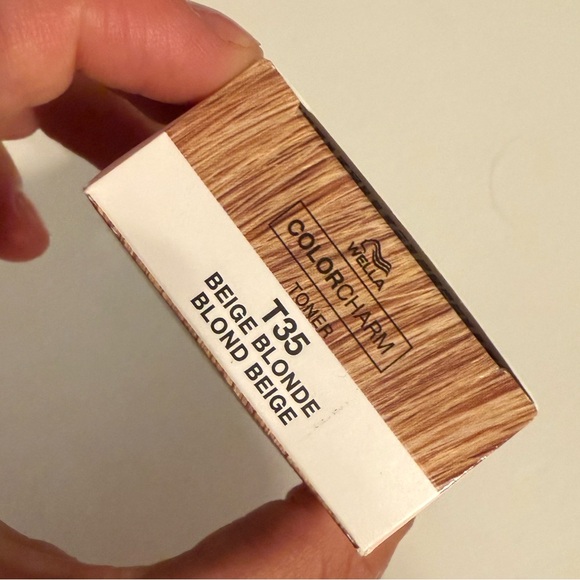 WELLA
COLORCHARM
TONER
T35
BEIGE BLONDE
BLOND BEIGE